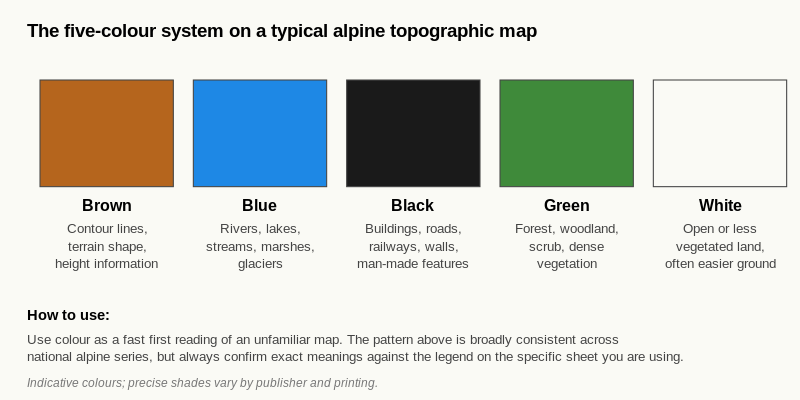 The five-colour system on a typical alpine topographic map
Brown
Contour lines,
terrain shape,
height information
Blue
Rivers, lakes,
streams, marshes,
glaciers
Black
Buildings, roads,
railways, walls,
man-made features
Green
Forest, woodland,
scrub, dense
vegetation
White
Open or less
vegetated land,
often easier ground
How to use:
Use colour as a fast first reading of an unfamiliar map. The pattern above is broadly consistent across
national alpine series, but always confirm exact meanings against the legend on the specific sheet you are using.
Indicative colours; precise shades vary by publisher and printing.